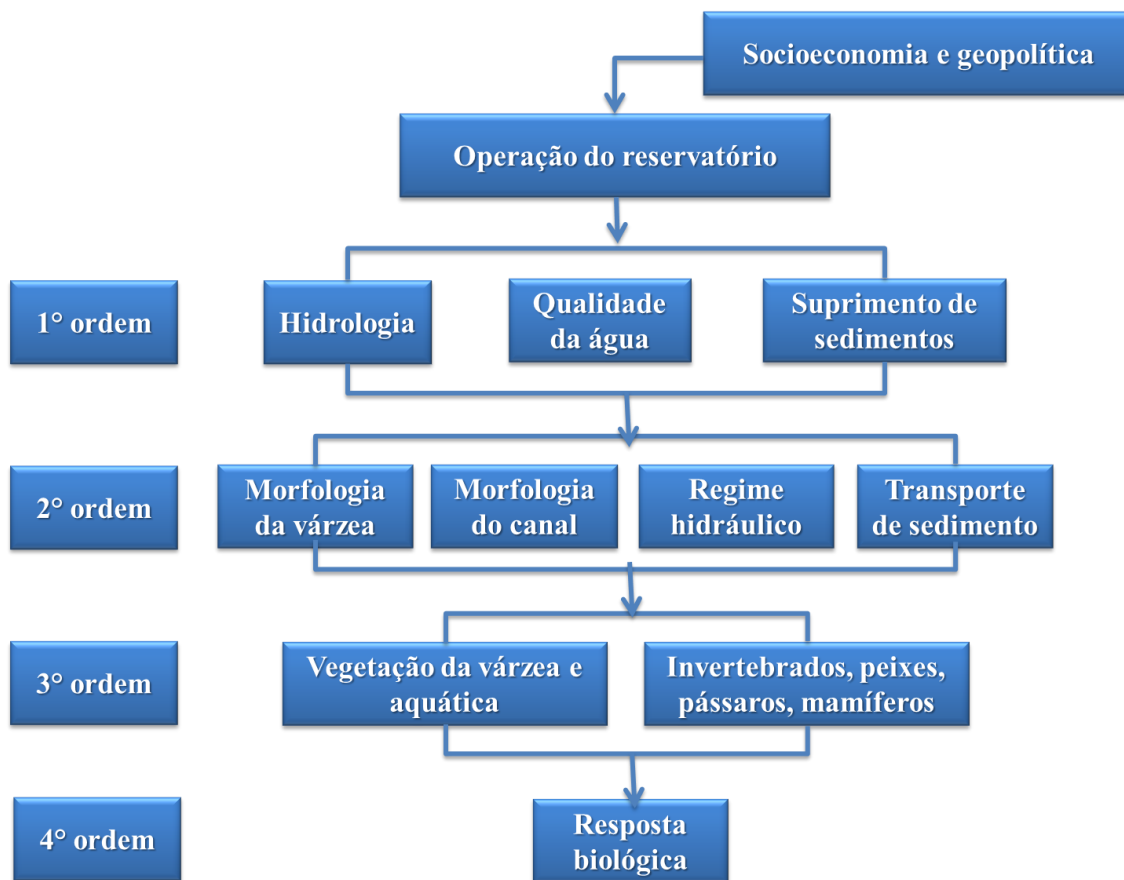 Socioeconomia e geopolítica
Operação do reservatório
1° ordem
Hidrologia
Qualidade
da água
Suprimento de
sedimentos
2° ordem
Morfologia
da várzea
Morfologia
do canal
Regime
hidráulico
Transporte
de sedimento
3° ordem
Vegetação da várzea e
aquática
Invertebrados, peixes,
pássaros, mamíferos
4° ordem
Resposta
biológica